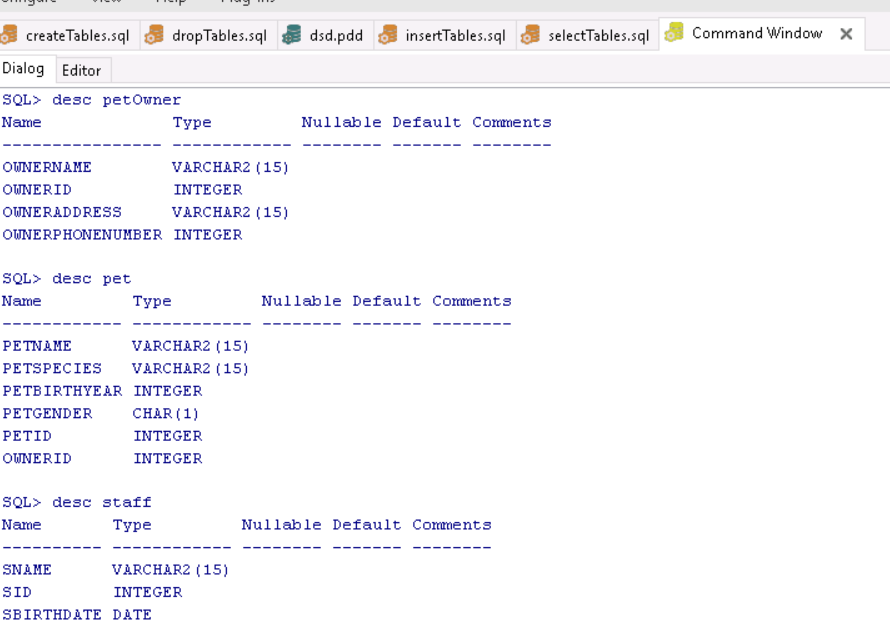 createTables.sql dropTables.sql dsd.pdd insertTables.sql selectTables.sql Command Window
Dialog Editor
SQL> desc petOwner
Name Type Nullable Default Comments
---------------- ------------ -------- ------- --------
OWNERNAME VARCHAR2(15)
OWNERID INTEGER
OWNERADDRESS VARCHAR2(15)
OWNERPHONENUMBER INTEGER
SQL> desc pet
Name Type Nullable Default Comments
------------ ------------ -------- ------- --------
PETNAME VARCHAR2(15)
PETSPECIES VARCHAR2(15)
PETBIRTHYEAR INTEGER
PETGENDER CHAR(1)
PETID INTEGER
OWNERID INTEGER
SQL> desc staff
Name Type Nullable Default Comments
---------- ------------ -------- ------- --------
SNAME VARCHAR2(15)
SID INTEGER
SBIRTHDATE DATE